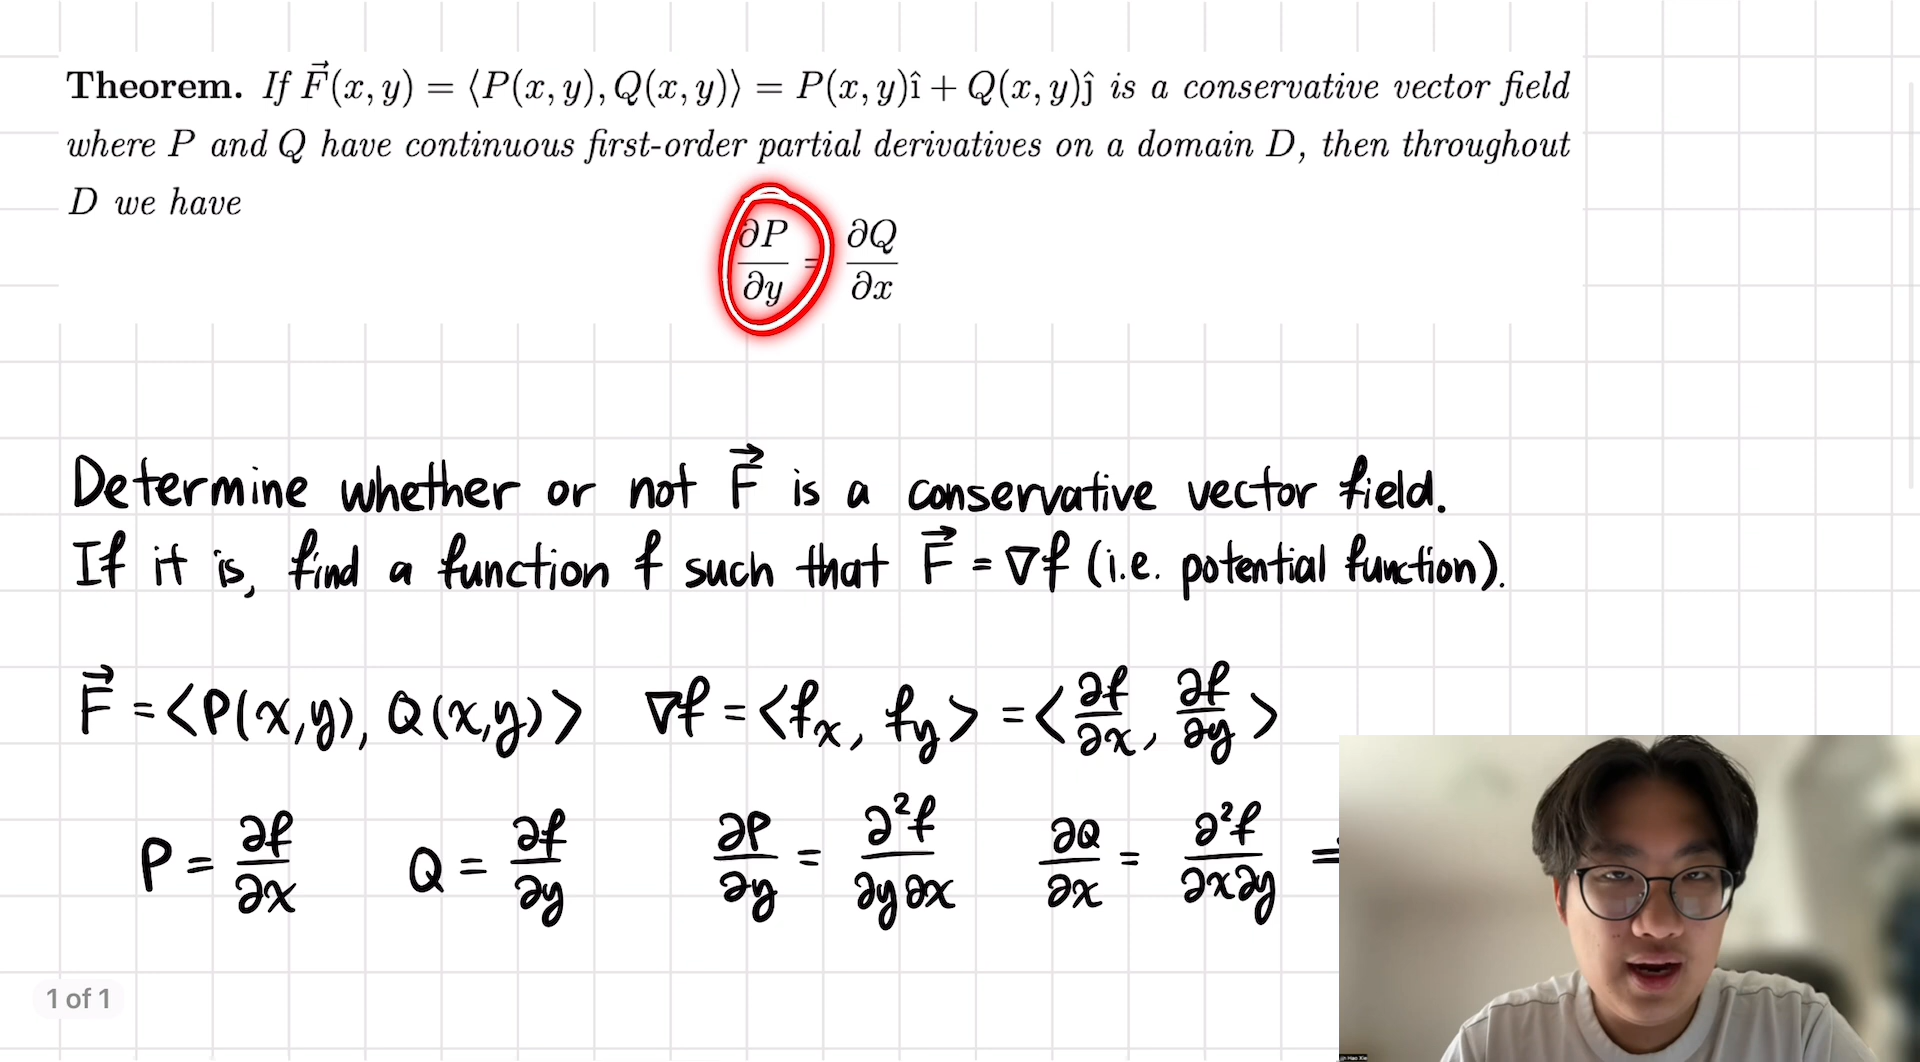 Theorem. If F⃗(x, y) = ⟨P(x, y), Q(x, y)⟩ = P(x, y)î + Q(x, y)ĵ is a conservative vector field
where P and Q have continuous first-order partial derivatives on a domain D, then throughout
D we have
∂P/∂y = ∂Q/∂x
Determine whether or not F⃗ is a conservative vector field.
If it is, find a function f such that F⃗ = ∇f (i.e. potential function).
F⃗ = <P(x,y), Q(x,y)> ∇f = <fx, fy> = <∂f/∂x, ∂f/∂y>
P = ∂f/∂x Q = ∂f/∂y ∂P/∂y = ∂²f/∂y∂x ∂Q/∂x = ∂²f/∂x∂y =
1 of 1